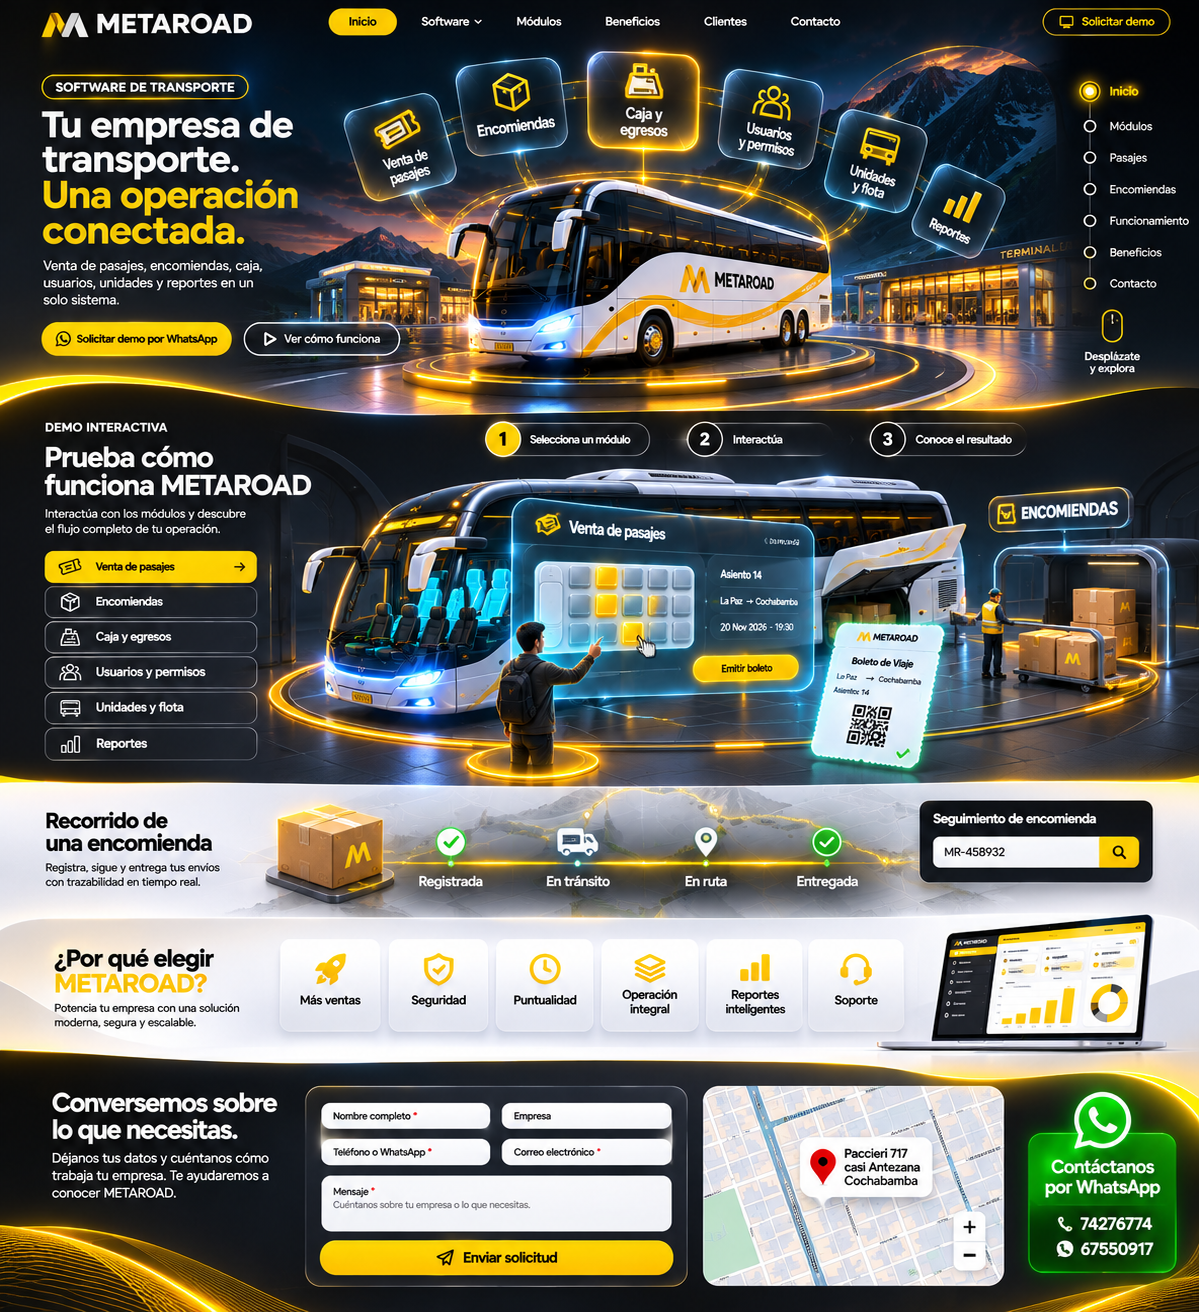 METAROAD
Inicio
Software
Módulos
Beneficios
Clientes
Contacto
Solicitar demo
SOFTWARE DE TRANSPORTE
Tu empresa de
transporte.
Una operación
conectada.
Venta de pasajes, encomiendas, caja,
usuarios, unidades y reportes en un
solo sistema.
Solicitar demo por WhatsApp
Ver cómo funciona
Venta de
pasajes
Encomiendas
Caja y
egresos
Usuarios
y permisos
Unidades
y flota
Reportes
METAROAD
TERMINAL
Inicio
Módulos
Pasajes
Encomiendas
Funcionamiento
Beneficios
Contacto
Desplázate
y explora
DEMO INTERACTIVA
Prueba cómo
funciona METAROAD
Interactúa con los módulos y descubre
el flujo completo de tu operación.
1 Selecciona un módulo
2 Interactúa
3 Conoce el resultado
Venta de pasajes
Encomiendas
Caja y egresos
Usuarios y permisos
Unidades y flota
Reportes
Venta de pasajes
Asiento 14
La Paz → Cochabamba
20 Nov 2026 - 19:30
Emitir boleto
ENCOMIENDAS
METAROAD
Boleto de Viaje
La Paz → Cochabamba
Asiento: 14
Recorrido de
una encomienda
Registra, sigue y entrega tus envíos
con trazabilidad en tiempo real.
Registrada
En tránsito
En ruta
Entregada
Seguimiento de encomienda
MR-458932
¿Por qué elegir
METAROAD?
Potencia tu empresa con una solución
moderna, segura y escalable.
Más ventas
Seguridad
Puntualidad
Operación
integral
Reportes
inteligentes
Soporte
METAROAD
Conversemos sobre
lo que necesitas.
Déjanos tus datos y cuéntanos cómo
trabaja tu empresa. Te ayudaremos a
conocer METAROAD.
Nombre completo *
Empresa
Teléfono o WhatsApp *
Correo electrónico *
Mensaje *
Cuéntanos sobre tu empresa o lo que necesitas.
Enviar solicitud
Paccieri 717
casi Antezana
Cochabamba
+
−
Contáctanos
por WhatsApp
74276774
67550917